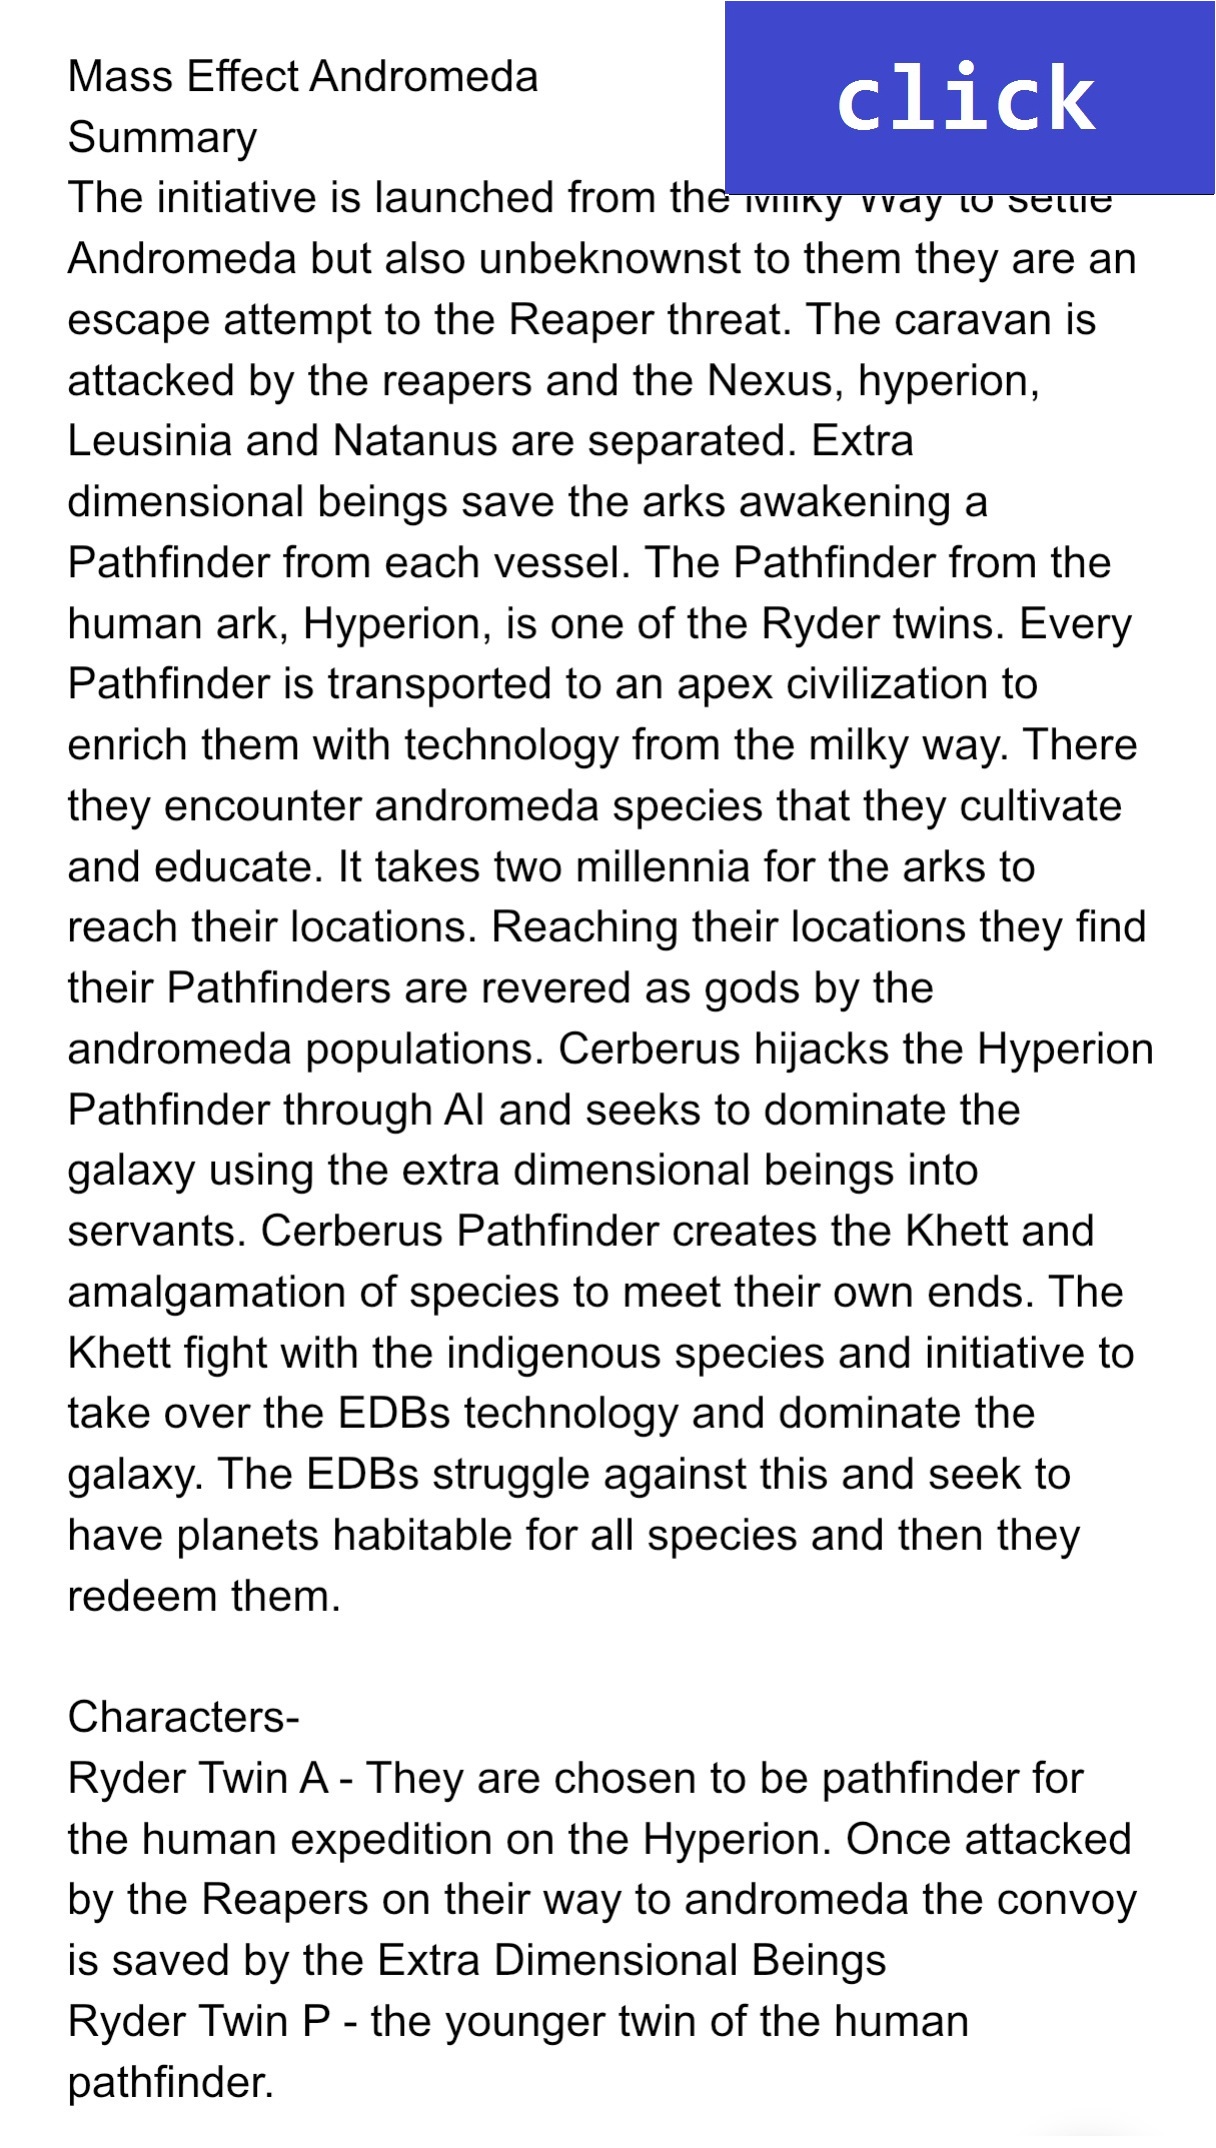 Mass Effect Andromeda
click
Summary
The initiative is launched from the Milky Way to settle
Andromeda but also unbeknownst to them they are an
escape attempt to the Reaper threat. The caravan is
attacked by the reapers and the Nexus, hyperion,
Leusinia and Natanus are separated. Extra
dimensional beings save the arks awakening a
Pathfinder from each vessel. The Pathfinder from the
human ark, Hyperion, is one of the Ryder twins. Every
Pathfinder is transported to an apex civilization to
enrich them with technology from the milky way. There
they encounter andromeda species that they cultivate
and educate. It takes two millennia for the arks to
reach their locations. Reaching their locations they find
their Pathfinders are revered as gods by the
andromeda populations. Cerberus hijacks the Hyperion
Pathfinder through AI and seeks to dominate the
galaxy using the extra dimensional beings into
servants. Cerberus Pathfinder creates the Khett and
amalgamation of species to meet their own ends. The
Khett fight with the indigenous species and initiative to
take over the EDBs technology and dominate the
galaxy. The EDBs struggle against this and seek to
have planets habitable for all species and then they
redeem them.
Characters-
Ryder Twin A - They are chosen to be pathfinder for
the human expedition on the Hyperion. Once attacked
by the Reapers on their way to andromeda the convoy
is saved by the Extra Dimensional Beings
Ryder Twin P - the younger twin of the human
pathfinder.